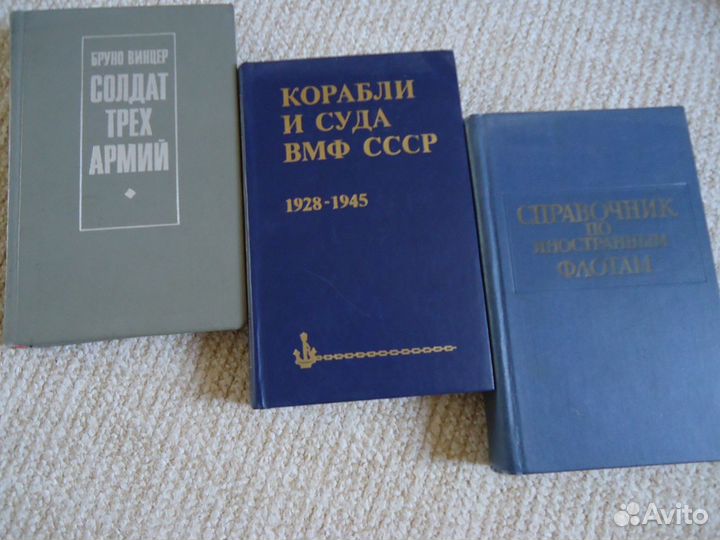 БРУНО ВИНЦЕР
СОЛДАТ
ТРЕХ
АРМИЙ
КОРАБЛИ
И СУДА
ВМФ СССР
1928-1945
СПРАВОЧНИК
ПО
ИНОСТРАННЫМ
ФЛОТАМ
Avito